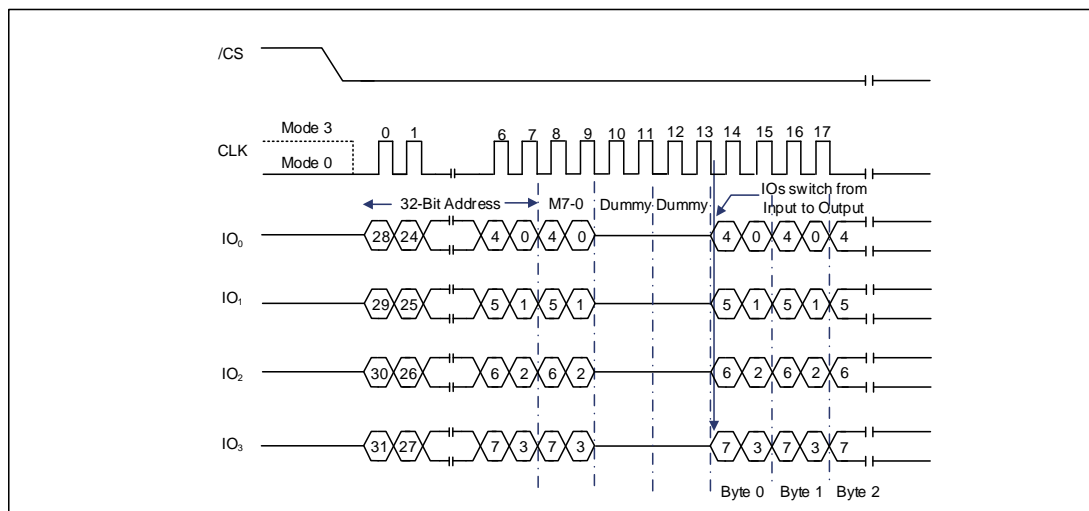 /CS
Mode 3
0 1 6 7 8 9 10 11 12 13 14 15 16 17
CLK
Mode 0
IOs switch from
Input to Output
32-Bit Address M7-0 Dummy Dummy
IO0 28 24 4 0 4 0 4 0 4 0 4
IO1 29 25 5 1 5 1 5 1 5 1 5
IO2 30 26 6 2 6 2 6 2 6 2 6
IO3 31 27 7 3 7 3 7 3 7 3 7
Byte 0 Byte 1 Byte 2